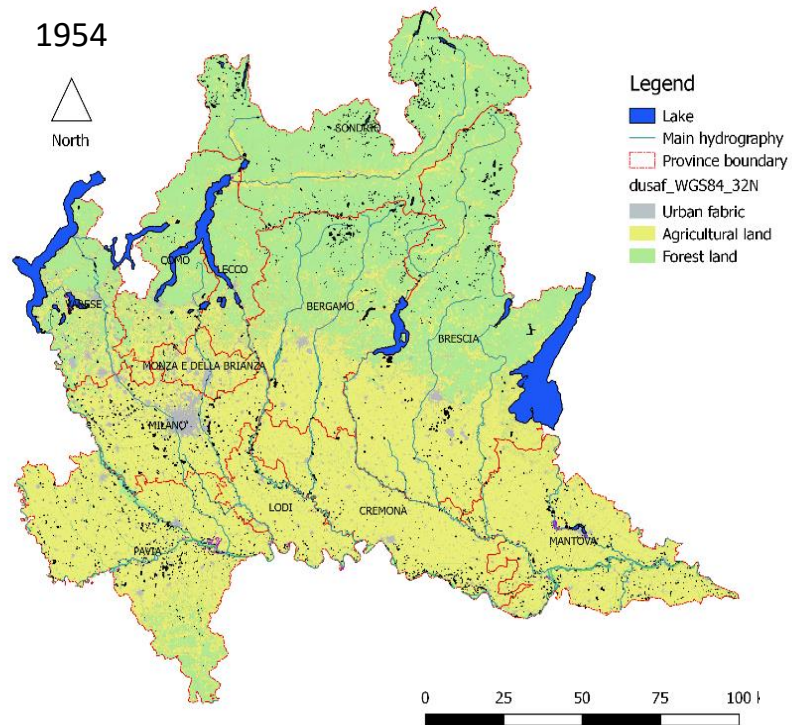 1954
North
SONDRIO
COMO
LECCO
VARESE
BERGAMO
BRESCIA
MONZA E DELLA BRIANZA
MILANO
LODI
CREMONA
PAVIA
MANTOVA
Legend
Lake
Main hydrography
Province boundary
dusaf_WGS84_32N
Urban fabric
Agricultural land
Forest land
0 25 50 75 100